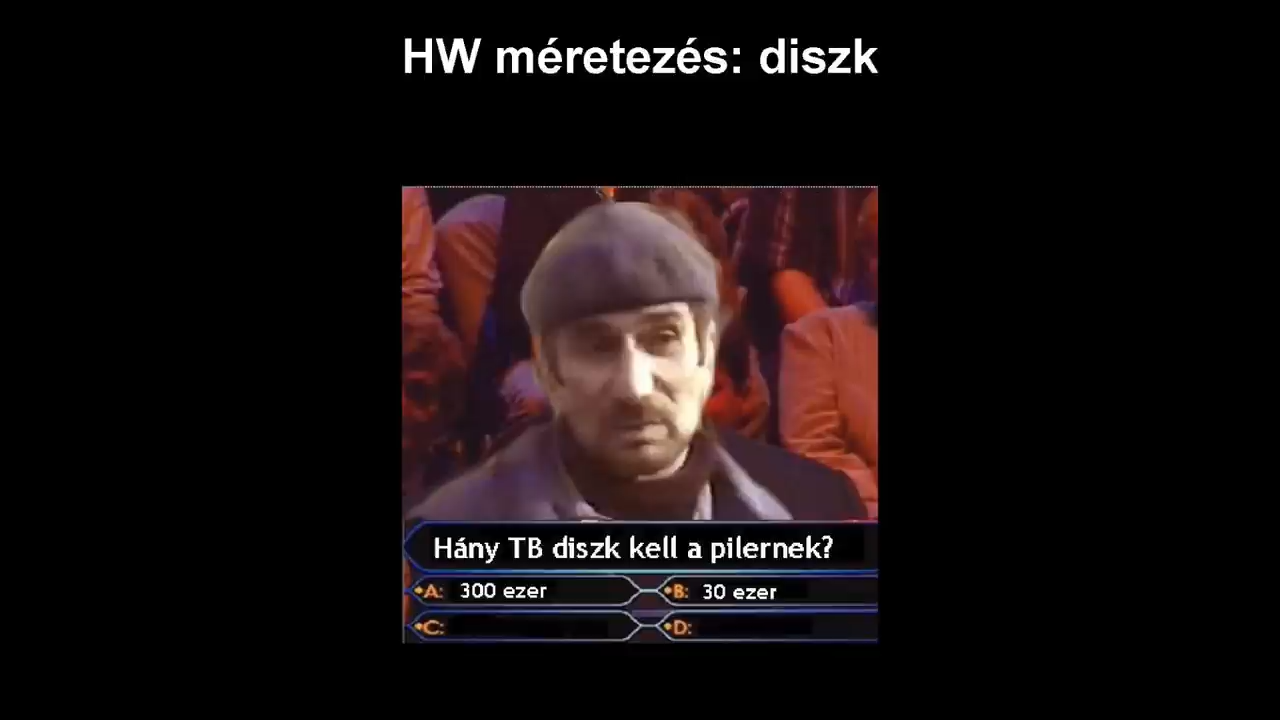 HW méretezés: diszk
Hány TB diszk kell a pilernek?
A: 300 ezer
B: 30 ezer
C:
D: